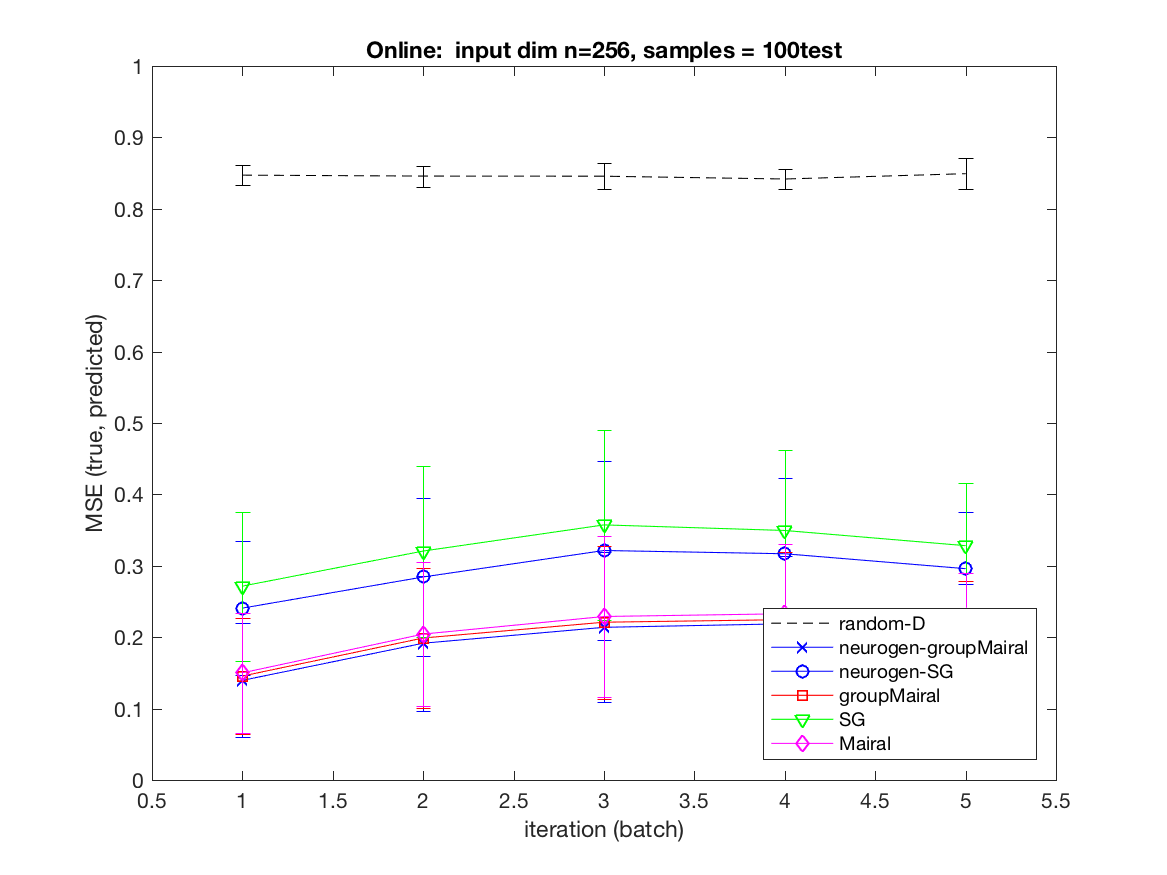 Online:  input dim n=256, samples = 100test
MSE (true, predicted)
1
0.9
0.8
0.7
0.6
0.5
0.4
0.3
0.2
0.1
0
random-D
neurogen-groupMairal
neurogen-SG
groupMairal
SG
Mairal
0.5 1 1.5 2 2.5 3 3.5 4 4.5 5 5.5
iteration (batch)